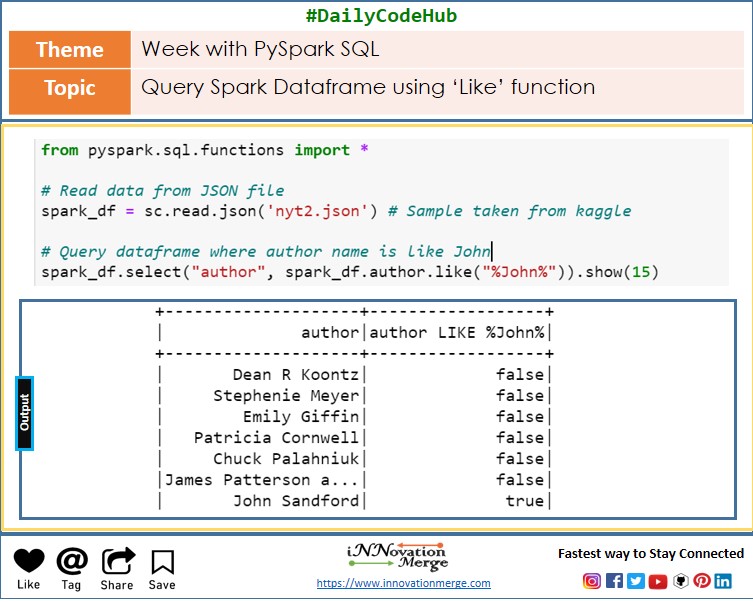 #DailyCodeHub
Theme
Week with PySpark SQL
Topic
Query Spark Dataframe using ‘Like’ function
from pyspark.sql.functions import *
# Read data from JSON file
spark_df = sc.read.json('nyt2.json') # Sample taken from kaggle
# Query dataframe where author name is like John
spark_df.select("author", spark_df.author.like("%John%")).show(15)
Output
+-------------------+------------------+
|             author|author LIKE %John%|
+-------------------+------------------+
|      Dean R Koontz|             false|
|    Stephenie Meyer|             false|
|       Emily Giffin|             false|
|  Patricia Cornwell|             false|
|    Chuck Palahniuk|             false|
|James Patterson a...|             false|
|      John Sandford|              true|
Like
Tag
Share
Save
iNNovation
Merge
https://www.innovationmerge.com
Fastest way to Stay Connected